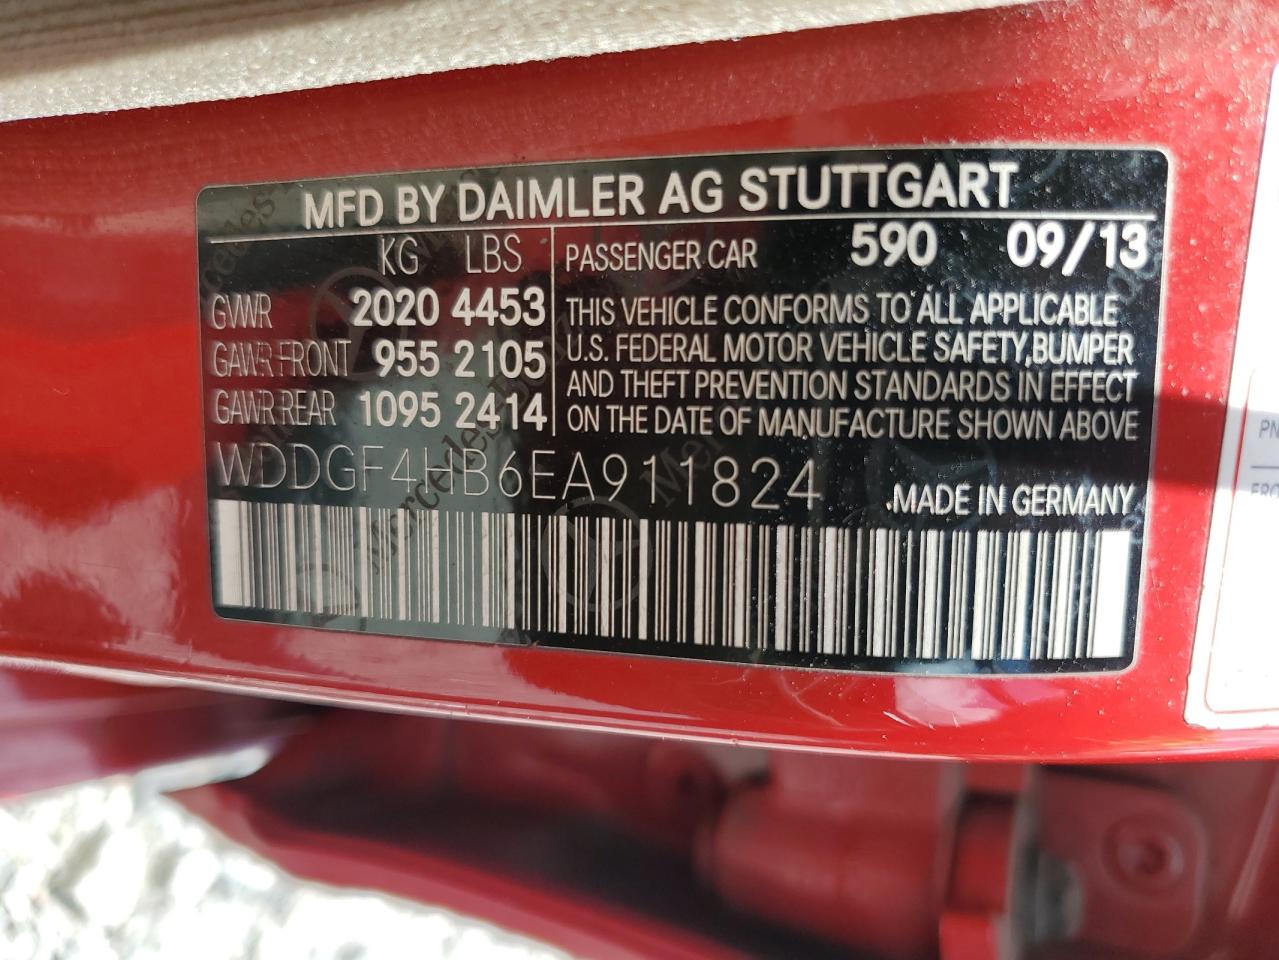 MFD BY DAIMLER AG STUTTGART
KG LBS
GVWR 2020 4453
GAWR FRONT 955 2105
GAWR REAR 1095 2414
PASSENGER CAR 590 09/13
THIS VEHICLE CONFORMS TO ALL APPLICABLE
U.S. FEDERAL MOTOR VEHICLE SAFETY,BUMPER
AND THEFT PREVENTION STANDARDS IN EFFECT
ON THE DATE OF MANUFACTURE SHOWN ABOVE
WDDGF4HB6EA911824
MADE IN GERMANY